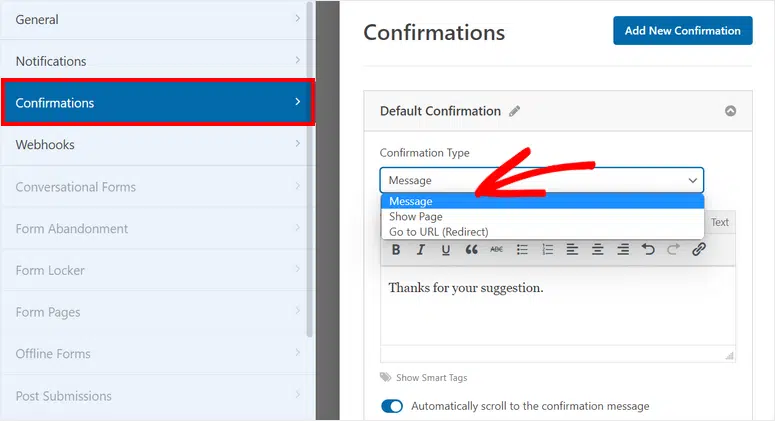 General
Notifications
Confirmations
Webhooks
Conversational Forms
Form Abandonment
Form Locker
Form Pages
Offline Forms
Post Submissions
Confirmations
Add New Confirmation
Default Confirmation
Confirmation Type
Message
Message
Show Page
Go to URL (Redirect)
Text
B I U ABC
Thanks for your suggestion.
Show Smart Tags
Automatically scroll to the confirmation message